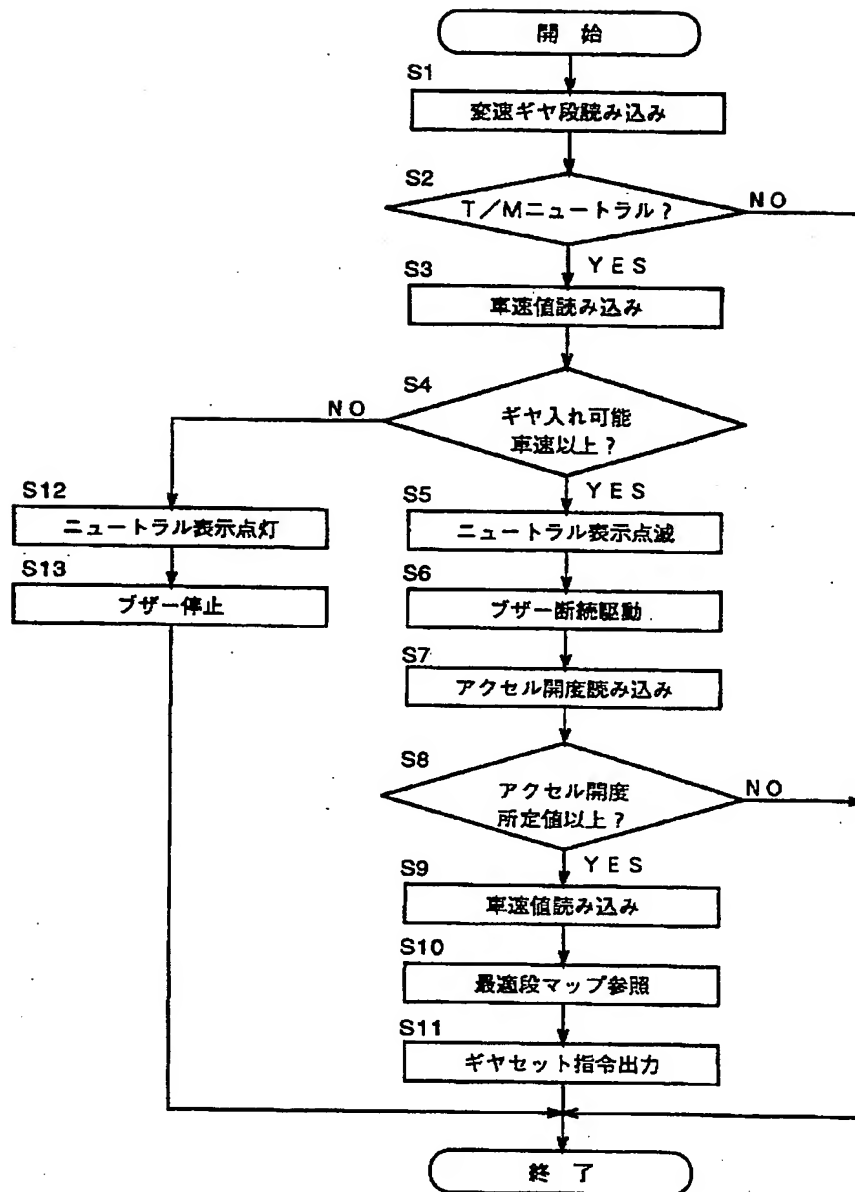 開 始
S1
変速ギヤ段読み込み
S2
T/Mニュートラル?
NO
YES
S3
車速値読み込み
S4
ギヤ入れ可能
車速以上?
NO
YES
S12
ニュートラル表示点灯
S13
ブザー停止
S5
ニュートラル表示点滅
S6
ブザー断続駆動
S7
アクセル開度読み込み
S8
アクセル開度
所定値以上?
NO
YES
S9
車速値読み込み
S10
最適段マップ参照
S11
ギヤセット指令出力
終 了